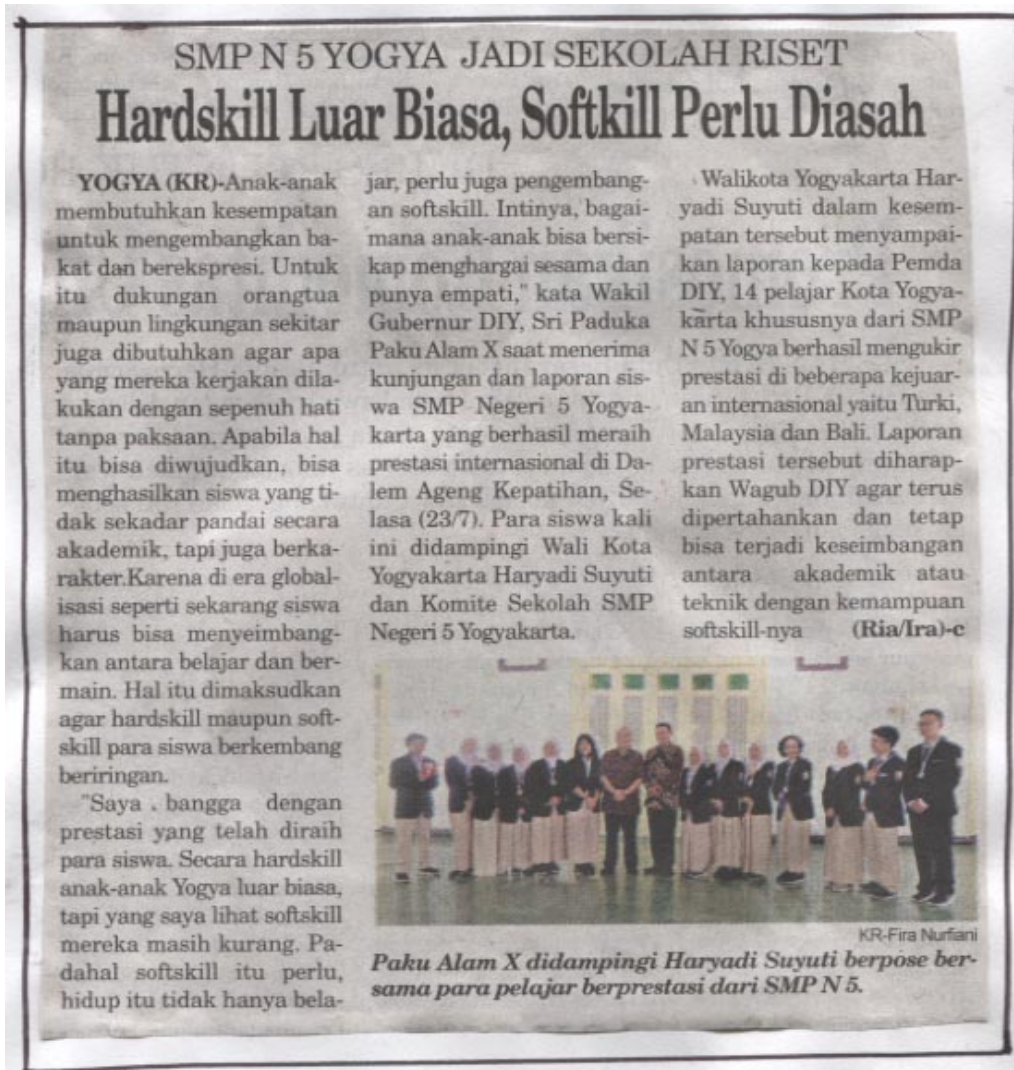 SMP N 5 YOGYA JADI SEKOLAH RISET
Hardskill Luar Biasa, Softkill Perlu Diasah
YOGYA (KR)-Anak-anak
membutuhkan kesempatan
untuk mengembangkan ba-
kat dan berekspresi. Untuk
itu dukungan orangtua
maupun lingkungan sekitar
juga dibutuhkan agar apa
yang mereka kerjakan dila-
kukan dengan sepenuh hati
tanpa paksaan. Apabila hal
itu bisa diwujudkan, bisa
menghasilkan siswa yang ti-
dak sekadar pandai secara
akademik, tapi juga berka-
rakter.Karena di era global-
isasi seperti sekarang siswa
harus bisa menyeimbang-
kan antara belajar dan ber-
main. Hal itu dimaksudkan
agar hardskill maupun soft-
skill para siswa berkembang
beriringan.
"Saya bangga dengan
prestasi yang telah diraih
para siswa. Secara hardskill
anak-anak Yogya luar biasa,
tapi yang saya lihat softskill
mereka masih kurang. Pa-
dahal softskill itu perlu,
hidup itu tidak hanya bela-
jar, perlu juga pengembang-
an softskill. Intinya, bagai-
mana anak-anak bisa bersi-
kap menghargai sesama dan
punya empati," kata Wakil
Gubernur DIY, Sri Paduka
Paku Alam X saat menerima
kunjungan dan laporan sis-
wa SMP Negeri 5 Yogya-
karta yang berhasil meraih
prestasi internasional di Da-
lem Ageng Kepatihan, Se-
lasa (23/7). Para siswa kali
ini didampingi Wali Kota
Yogyakarta Haryadi Suyuti
dan Komite Sekolah SMP
Negeri 5 Yogyakarta.
Walikota Yogyakarta Har-
yadi Suyuti dalam kesem-
patan tersebut menyampai-
kan laporan kepada Pemda
DIY, 14 pelajar Kota Yogya-
karta khususnya dari SMP
N 5 Yogya berhasil mengukir
prestasi di beberapa kejuar-
an internasional yaitu Turki,
Malaysia dan Bali. Laporan
prestasi tersebut diharap-
kan Wagub DIY agar terus
dipertahankan dan tetap
bisa terjadi keseimbangan
antara akademik atau
teknik dengan kemampuan
softskill-nya (Ria/Ira)-c
KR-Fira Nurfiani
Paku Alam X didampingi Haryadi Suyuti berpose ber-
sama para pelajar berprestasi dari SMP N 5.